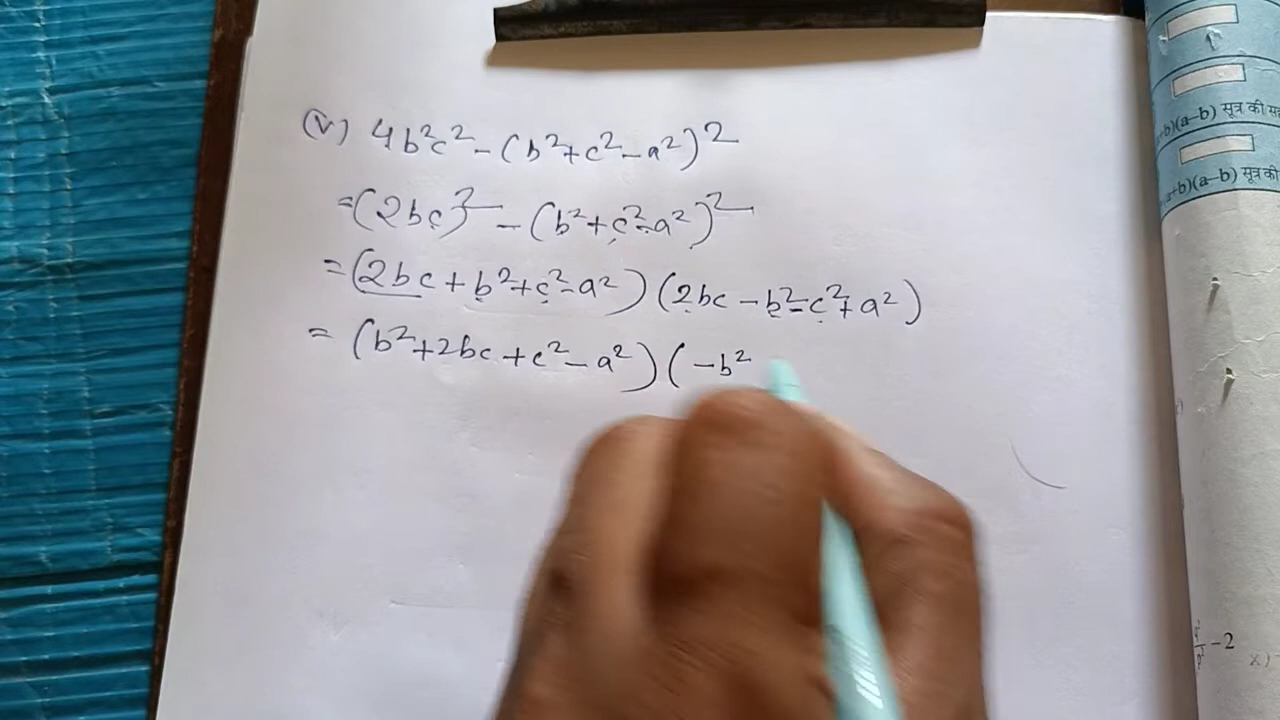 (v) 4b²c² - (b²+c²-a²)²
=(2bc)² - (b²+c²-a²)²
=(2bc+b²+c²-a²)(2bc-b²-c²+a²)
= (b²+2bc+c²-a²)(-b²
)(a-b) सूत्र की
+b)(a-b) सूत्र की
-2
x)